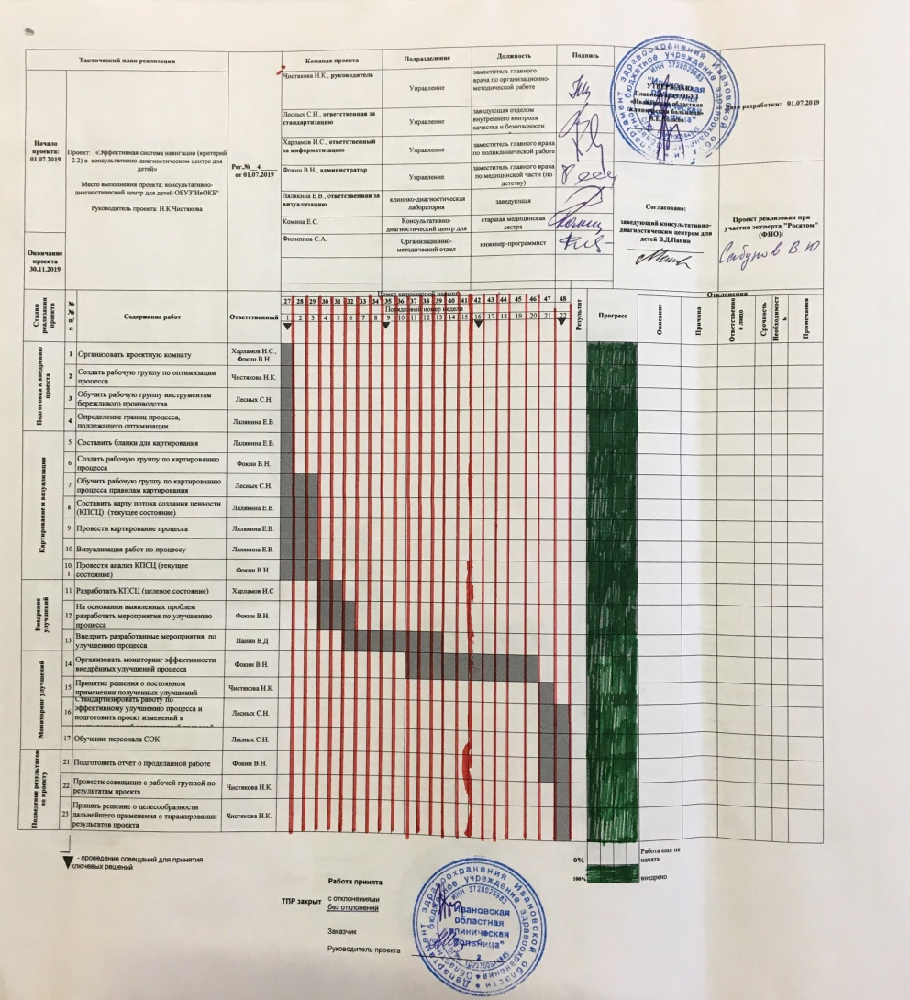 Тактический план реализации
Команда проекта
Подразделение
Должность
Подпись
Начало проекта: 01.07.2019
Окончание проекта 30.11.2019
Проект: «Эффективная система навигации (критерий 2.2) в консультативно-диагностическом центре для детей»
Место выполнения проекта: консультативно-диагностический центр для детей ОБУЗ"ИвОКБ"
Руководитель проекта: Н.К.Чистякова
Рег.№ 4
от 01.07.2019
Чистякова Н.К., руководитель
Управление
заместитель главного врача по организационно-методической работе
Лесных С.Н., ответственная за стандартизацию
Управление
заведующая отделом внутреннего контроля качества и безопасности
Харламов И.С., ответственный за информатизацию
Управление
заместитель главного врача по поликлинической работе
Фокин В Н., администратор
Управление
заместитель главного врача по медицинской части (по детству)
Лялякина Е.В., ответственная за визуализацию
клинико-диагностическая лаборатория
заведующая
Комина Е.С.
Консультативно-диагностический центр для
старшая медицинская сестра
Филиппов С.А.
Организационно-методический отдел
инженер-программист
УТВЕРЖДАЮ:
Главный врач ОБУЗ
«Ивановская областная
клиническая больница»
Дата разработки: 01.07.2019
Согласовано:
заведующий консультативно-диагностическим центром для детей В.Д.Панин
Проект реализован при участии эксперта "Росатом" (ФИО):
Сабуров В.Ю
Стадии реализации проекта
№№ п/п
Содержание работ
Ответственный
Номер календарной недели
27 28 29 30 31 32 33 34 35 36 37 38 39 40 41 42 43 44 45 46 47 48
Порядковый номер недели
1 2 3 4 5 6 7 8 9 10 11 12 13 14 15 16 17 18 19 20 21 22
Результат
Прогресс
Отклонения
Описание
Причина
Ответственное лицо
Срочность
Необходимость
Примечания
Подготовка к внедрению проекта
1 Организовать проектную комнату Харламов И.С., Фокин В.Н.
2 Создать рабочую группу по оптимизации процесса Чистякова Н.К.
3 Обучить рабочую группу инструментам бережливого производства Лесных С.Н.
4 Определение границ процесса, подлежащего оптимизации Лялякина Е.В.
Картирование и визуализация
5 Составить бланки для картирования Лялякина Е.В.
6 Создать рабочую группу по картированию процесса Фокин В.Н.
7 Обучить рабочую группу по картированию процесса правилам картирования Лесных С.Н.
8 Составить карту потока создания ценности (КПСЦ) (текущее состояние) Лялякина Е.В.
9 Провести картирование процесса Лялякина Е.В.
10 Визуализация работ по процессу Лялякина Е.В.
10.1 Провести анализ КПСЦ (текущее состояние) Фокин В.Н.
Внедрение улучшений
11 Разработать КПСЦ (целевое состояние) Харламов И.С
12 На основании выявленных проблем разработать мероприятия по улучшению процесса Фокин В.Н.
13 Внедрить разработанные мероприятия по улучшению процесса Панин В.Д
Мониторинг улучшений
14 Организовать мониторинг эффективности внедрённых улучшений процесса Фокин В.Н.
15 Принятие решения о постоянном применении полученных улучшений Чистякова Н.К.
16 Стандартизировать работу по эффективному улучшению процесса и подготовить проект изменений в Лесных С.Н.
17 Обучение персонала СОК Лесных С.Н.
Подведение результатов по проекту
21 Подготовить отчёт о проделанной работе Фокин В.Н.
22 Провести совещание с рабочей группой по результатам проекта Чистякова Н.К.
23 Принять решение о целесообразности дальнейшего применения о тиражировании результатов проекта Чистякова Н.К.
- проведение совещаний для принятия ключевых решений
0% Работа еще не начата
100% внедрено
Работа принята
ТПР закрыт
с отклонениями
без отклонений
Заказчик
Руководитель проекта
Департамент здравоохранения Ивановской области
бюджетное учреждение здравоохранения
ИНН 3728025983
"Ивановская
областная
клиническая
больница"
2